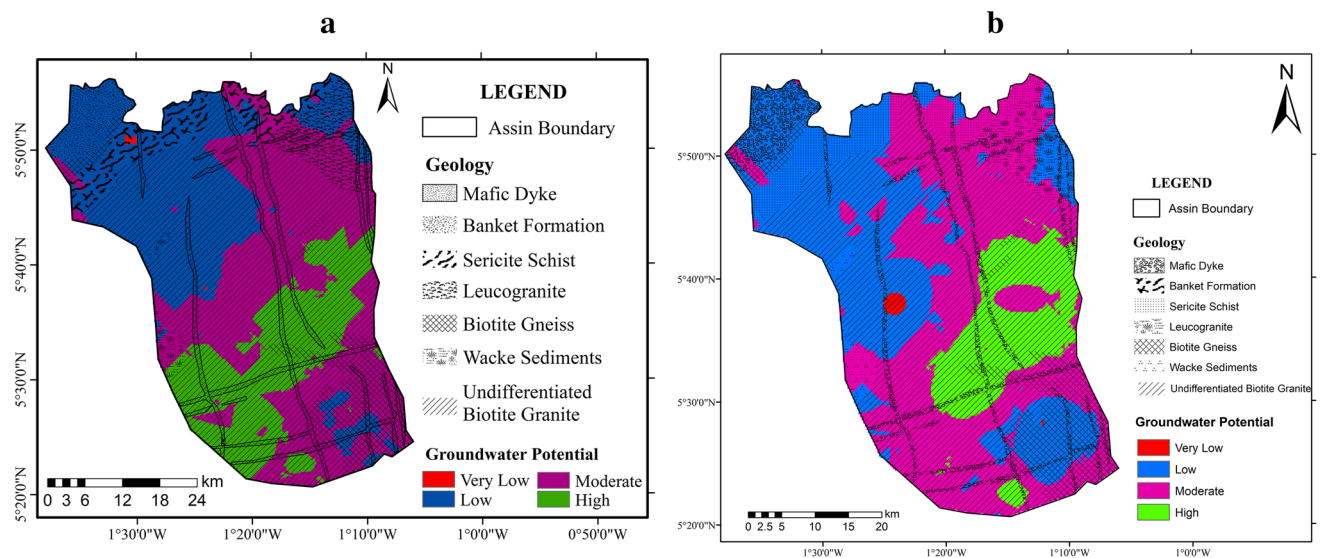 a
N
LEGEND
Assin Boundary
Geology
Mafic Dyke
Banket Formation
Sericite Schist
Leucogranite
Biotite Gneiss
Wacke Sediments
Undifferentiated
Biotite Granite
Groundwater Potential
Very Low
Moderate
Low
High
km
0 3 6 12 18 24
5°50'0"N
5°40'0"N
5°30'0"N
5°20'0"N
1°30'0"W
1°20'0"W
1°10'0"W
1°0'0"W
0°50'0"W
b
N
LEGEND
Assin Boundary
Geology
Mafic Dyke
Banket Formation
Sericite Schist
Leucogranite
Biotite Gneiss
Wacke Sediments
Undifferentiated Biotite Granite
Groundwater Potential
Very Low
Low
Moderate
High
km
0 2.5 5 10 15 20
5°50'0"N
5°40'0"N
5°30'0"N
5°20'0"N
1°30'0"W
1°20'0"W
1°10'0"W
1°0'0"W